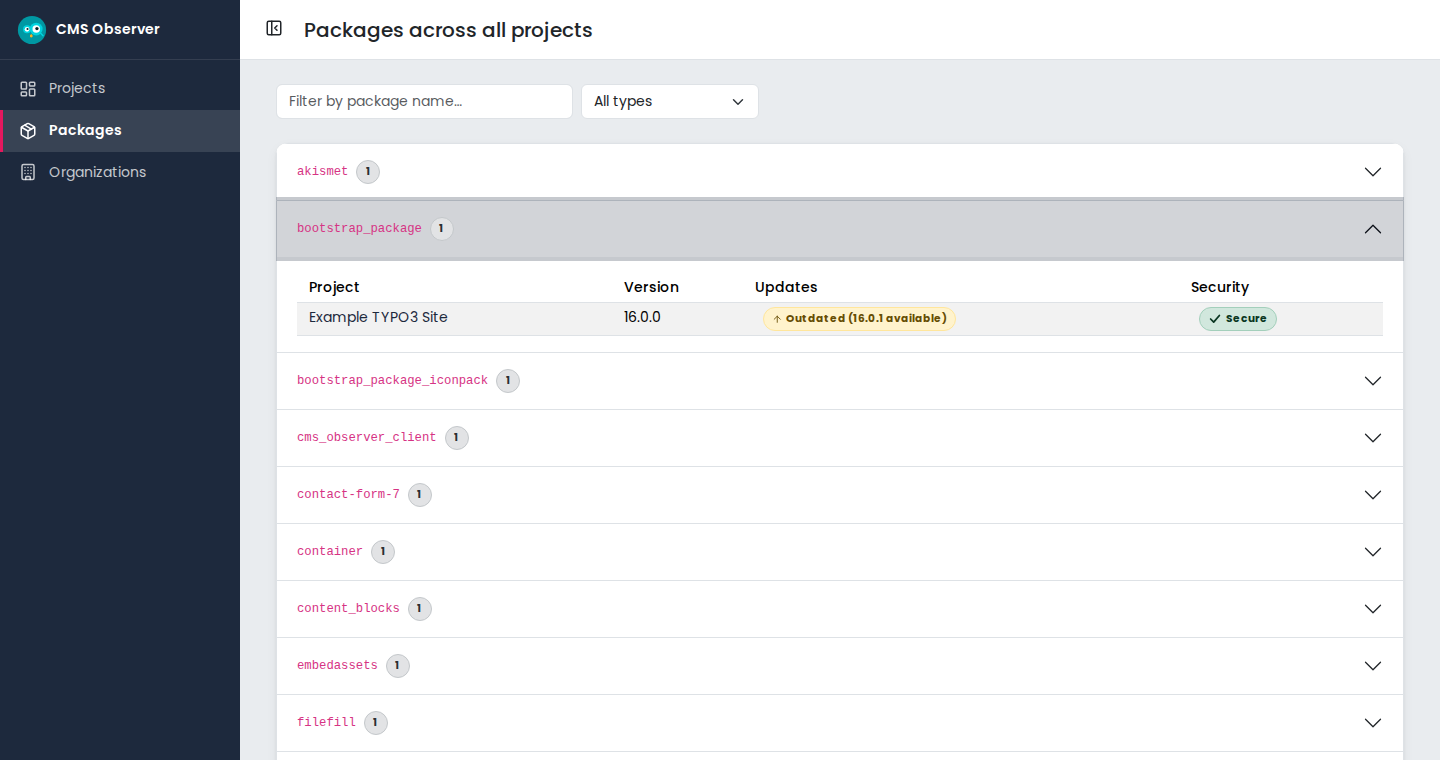 CMS Observer
Packages across all projects
Projects
Packages
Organizations
Filter by package name...
All types
akismet 1
bootstrap_package 1
Project Version Updates Security
Example TYPO3 Site 16.0.0 Outdated (16.0.1 available) Secure
bootstrap_package_iconpack 1
cms_observer_client 1
contact-form-7 1
container 1
content_blocks 1
embedassets 1
filefill 1